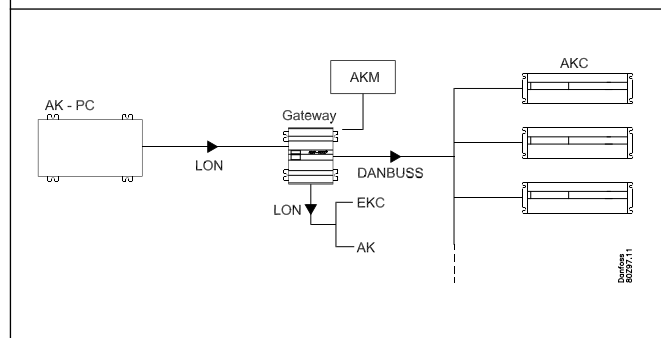 AKC
AKM
AK - PC
Gateway
LON
DANBUSS
LON
EKC
AK
Danfoss
80Z97.11